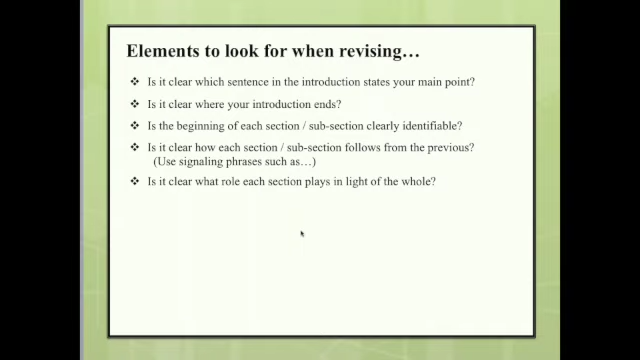 Elements to look for when revising…
❖ Is it clear which sentence in the introduction states your main point?
❖ Is it clear where your introduction ends?
❖ Is the beginning of each section / sub-section clearly identifiable?
❖ Is it clear how each section / sub-section follows from the previous?
(Use signaling phrases such as…)
❖ Is it clear what role each section plays in light of the whole?